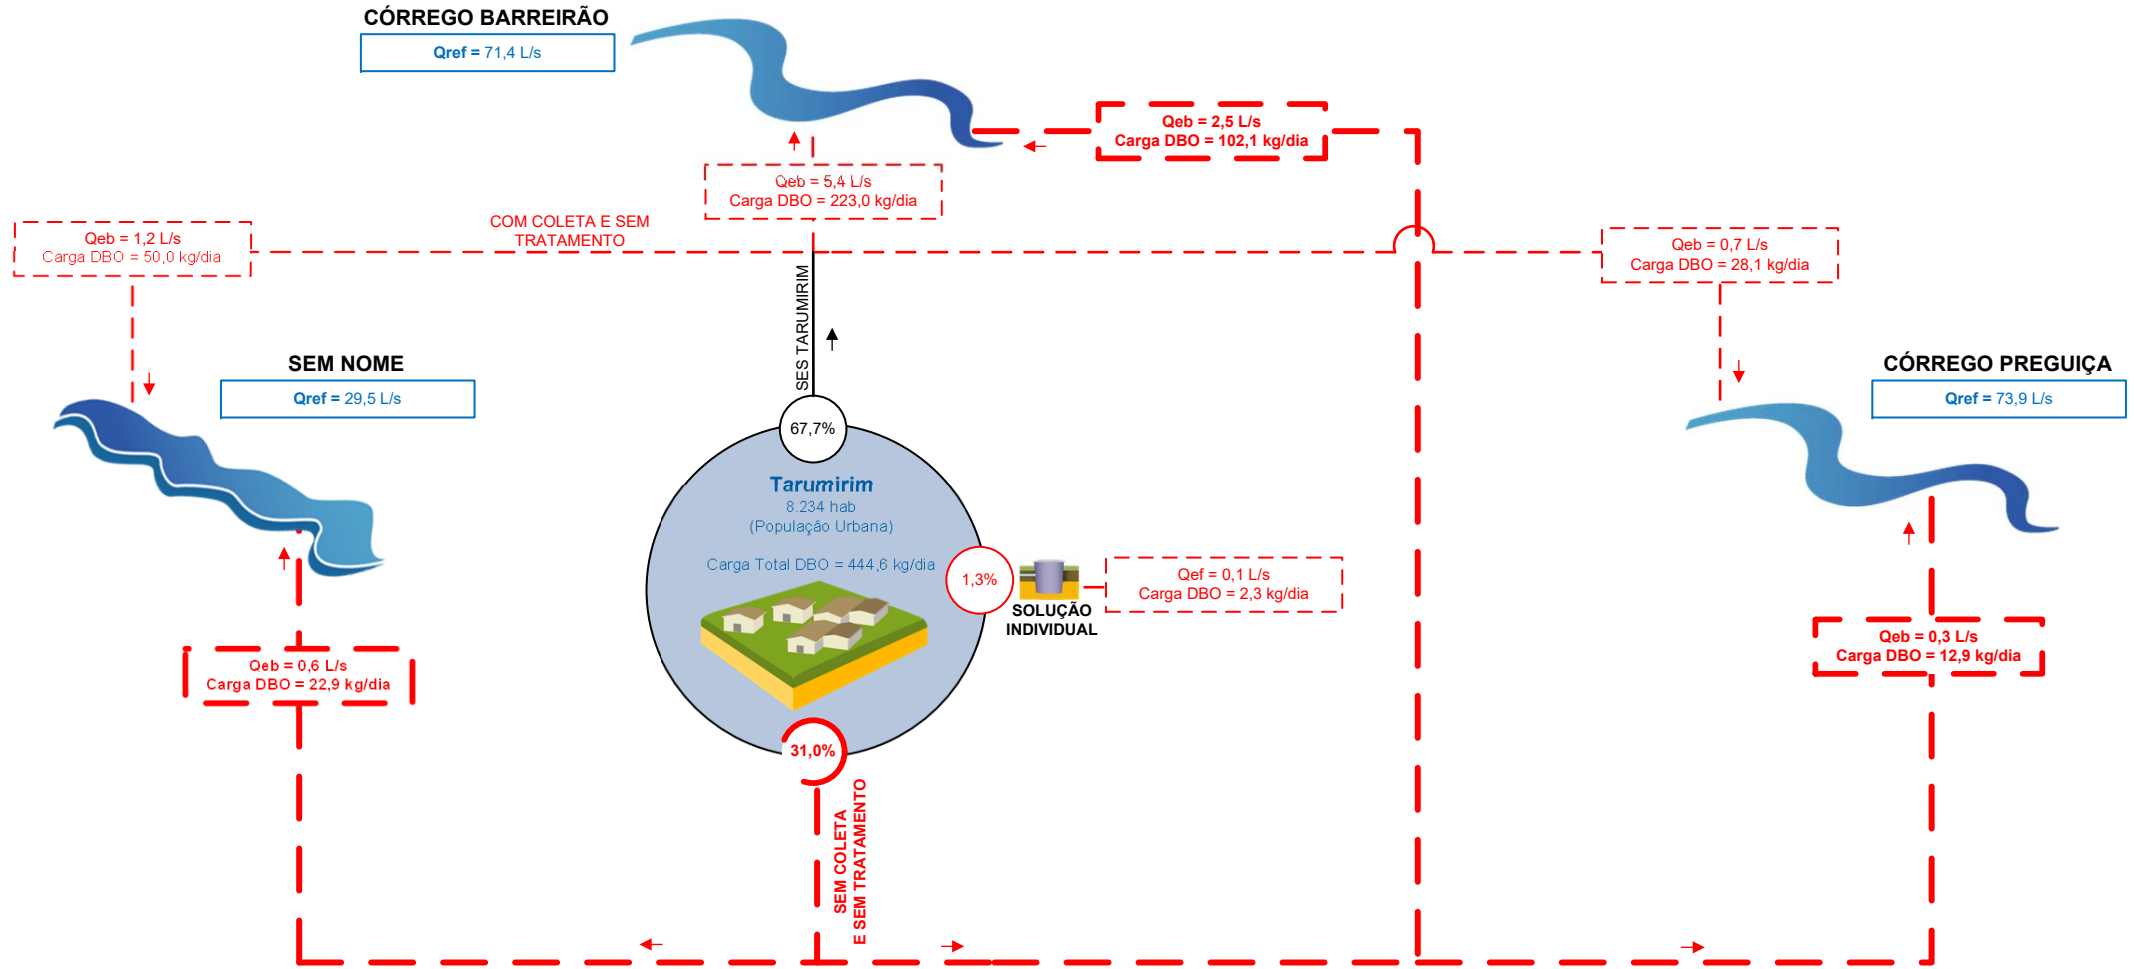 CÓRREGO BARREIRÃO
Qref = 71,4 L/s
Qeb = 2,5 L/s
Carga DBO = 102,1 kg/dia
Qeb = 5,4 L/s
Carga DBO = 223,0 kg/dia
COM COLETA E SEM
TRATAMENTO
Qeb = 1,2 L/s
Carga DBO = 50,0 kg/dia
Qeb = 0,7 L/s
Carga DBO = 28,1 kg/dia
SES TARUMIRIM
SEM NOME
Qref = 29,5 L/s
CÓRREGO PREGUIÇA
Qref = 73,9 L/s
67,7%
Tarumirim
8.234 hab
(População Urbana)
Carga Total DBO = 444,6 kg/dia
1,3%
SOLUÇÃO
INDIVIDUAL
Qef = 0,1 L/s
Carga DBO = 2,3 kg/dia
Qeb = 0,6 L/s
Carga DBO = 22,9 kg/dia
Qeb = 0,3 L/s
Carga DBO = 12,9 kg/dia
31,0%
SEM COLETA
E SEM TRATAMENTO